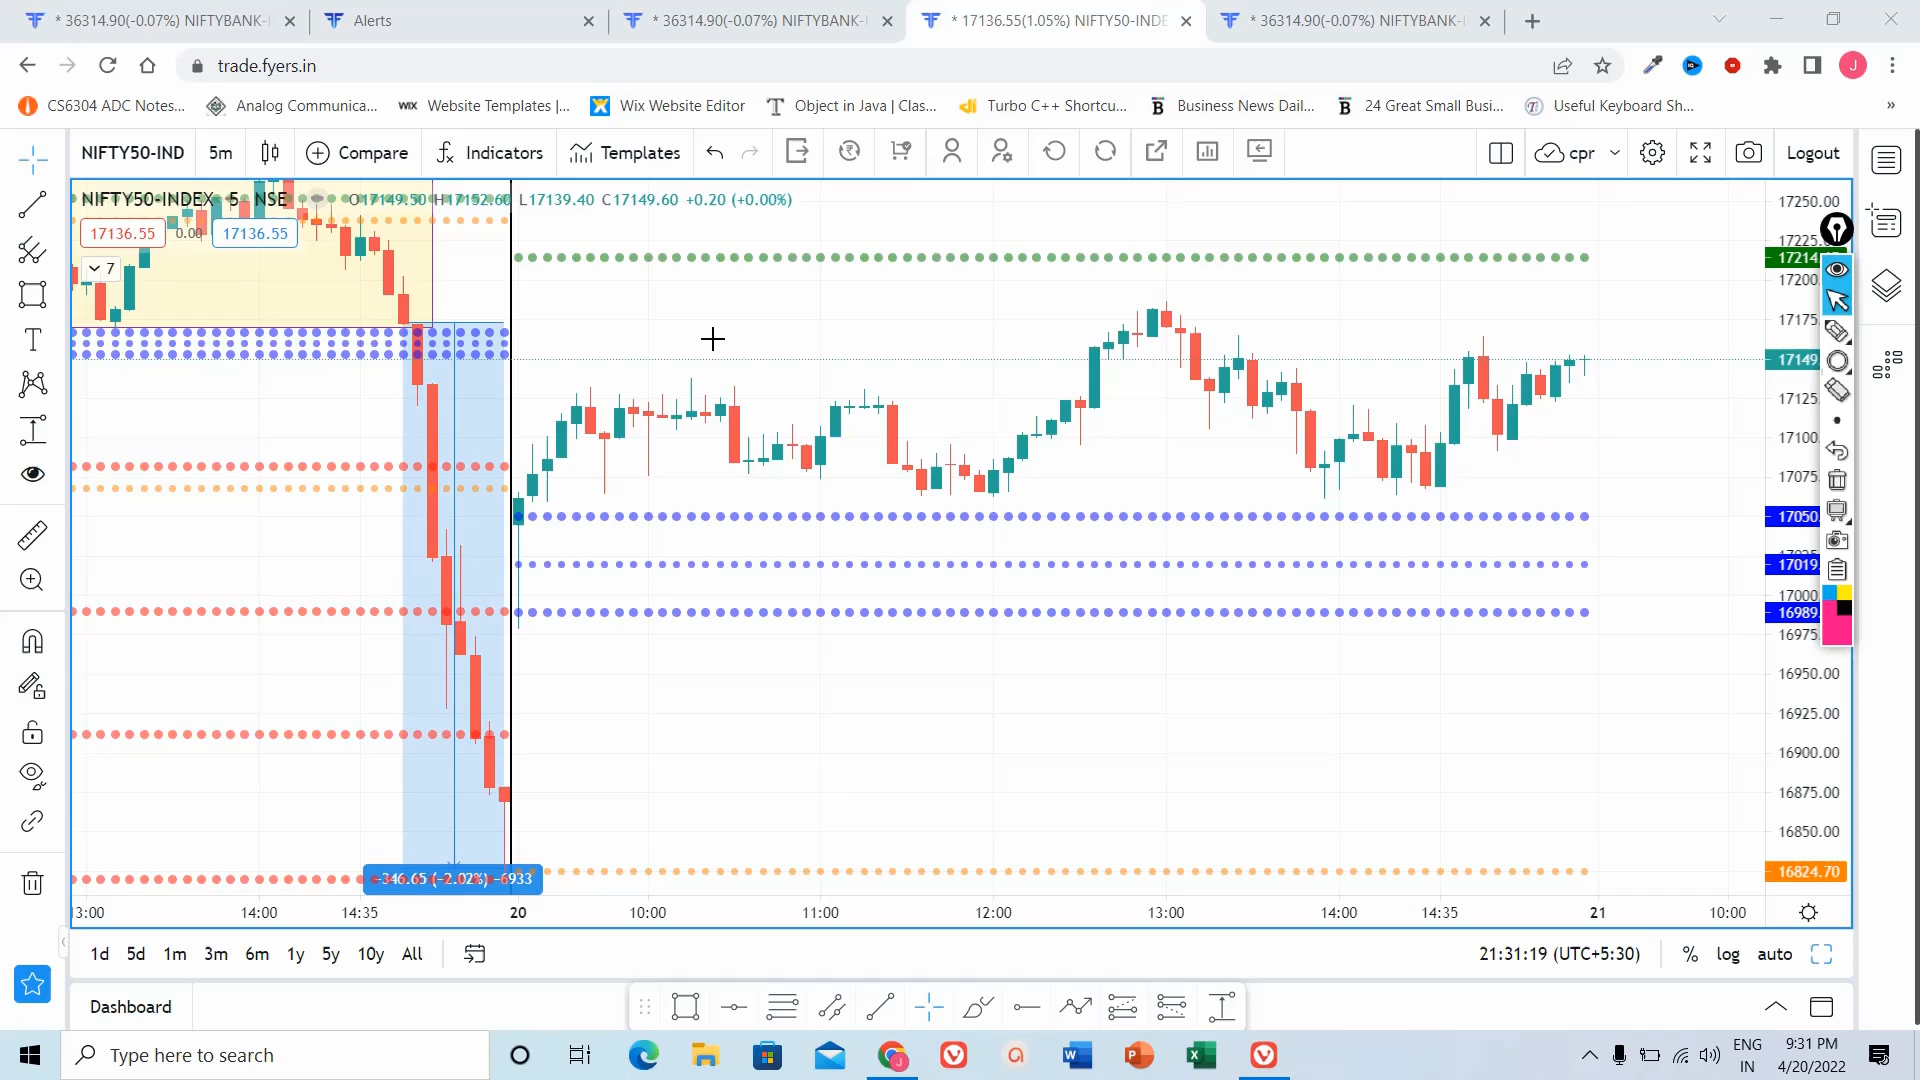 * 36314.90(-0.07%) NIFTYBANK-
Alerts
* 36314.90(-0.07%) NIFTYBANK-
* 17136.55(1.05%) NIFTY50-INDE
* 36314.90(-0.07%) NIFTYBANK-
trade.fyers.in
J
CS6304 ADC Notes...
Analog Communica...
WIX Website Templates |...
Wix Website Editor
Object in Java | Clas...
Turbo C++ Shortcu...
Business News Dail...
24 Great Small Busi...
Useful Keyboard Sh...
»
NIFTY50-IND
5m
Compare
Indicators
Templates
cpr
Logout
NIFTY50-INDEX · 5 · NSE
O17149.50 H17152.60 L17139.40 C17149.60 +0.20 (+0.00%)
17136.55 0.00 17136.55
7
17250.00
17225.
17214.
17200.
17175.
17149.
17125.
17100.
17075.
17050.
17019.
17000.
16989.
16975.
16950.00
16925.00
16900.00
16875.00
16850.00
16824.70
−346.65 (−2.02%) −6933
3:00 14:00 14:35 20 10:00 11:00 12:00 13:00 14:00 14:35 21 10:00
1d 5d 1m 3m 6m 1y 5y 10y All
21:31:19 (UTC+5:30) % log auto
Dashboard
Type here to search
ENG
IN
9:31 PM
4/20/2022